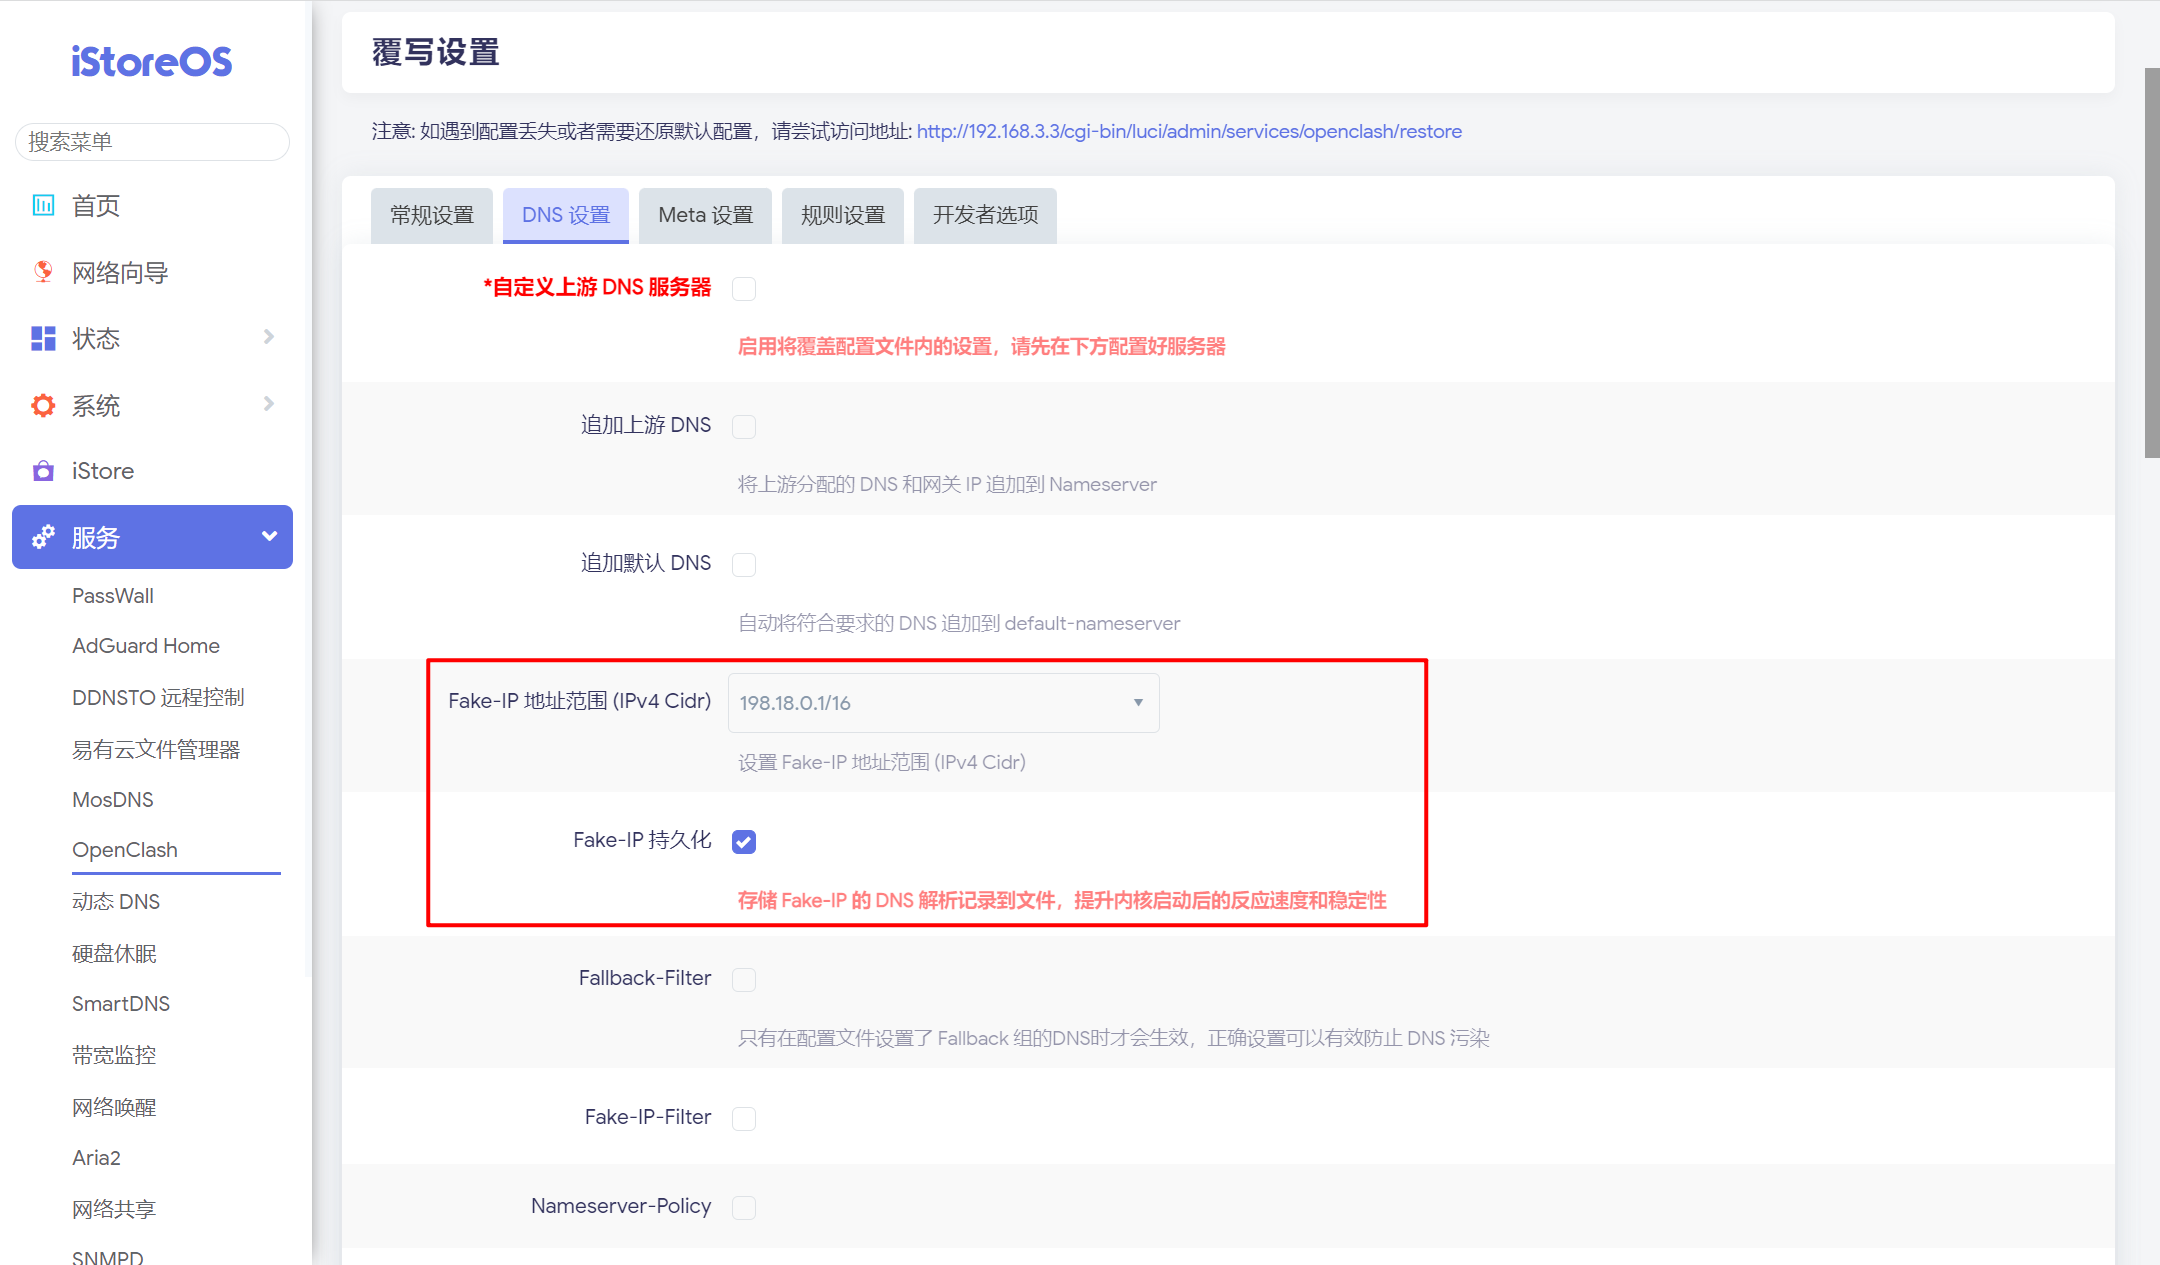 iStoreOS
搜索菜单
首页
网络向导
状态
系统
iStore
服务
PassWall
AdGuard Home
DDNSTO 远程控制
易有云文件管理器
MosDNS
OpenClash
动态 DNS
硬盘休眠
SmartDNS
带宽监控
网络唤醒
Aria2
网络共享
SNMPD
覆写设置
注意: 如遇到配置丢失或者需要还原默认配置，请尝试访问地址: http://192.168.3.3/cgi-bin/luci/admin/services/openclash/restore
常规设置
DNS 设置
Meta 设置
规则设置
开发者选项
*自定义上游 DNS 服务器
启用将覆盖配置文件内的设置，请先在下方配置好服务器
追加上游 DNS
将上游分配的 DNS 和网关 IP 追加到 Nameserver
追加默认 DNS
自动将符合要求的 DNS 追加到 default-nameserver
Fake-IP 地址范围 (IPv4 Cidr)
198.18.0.1/16
设置 Fake-IP 地址范围 (IPv4 Cidr)
Fake-IP 持久化
存储 Fake-IP 的 DNS 解析记录到文件，提升内核启动后的反应速度和稳定性
Fallback-Filter
只有在配置文件设置了 Fallback 组的DNS时才会生效，正确设置可以有效防止 DNS 污染
Fake-IP-Filter
Nameserver-Policy